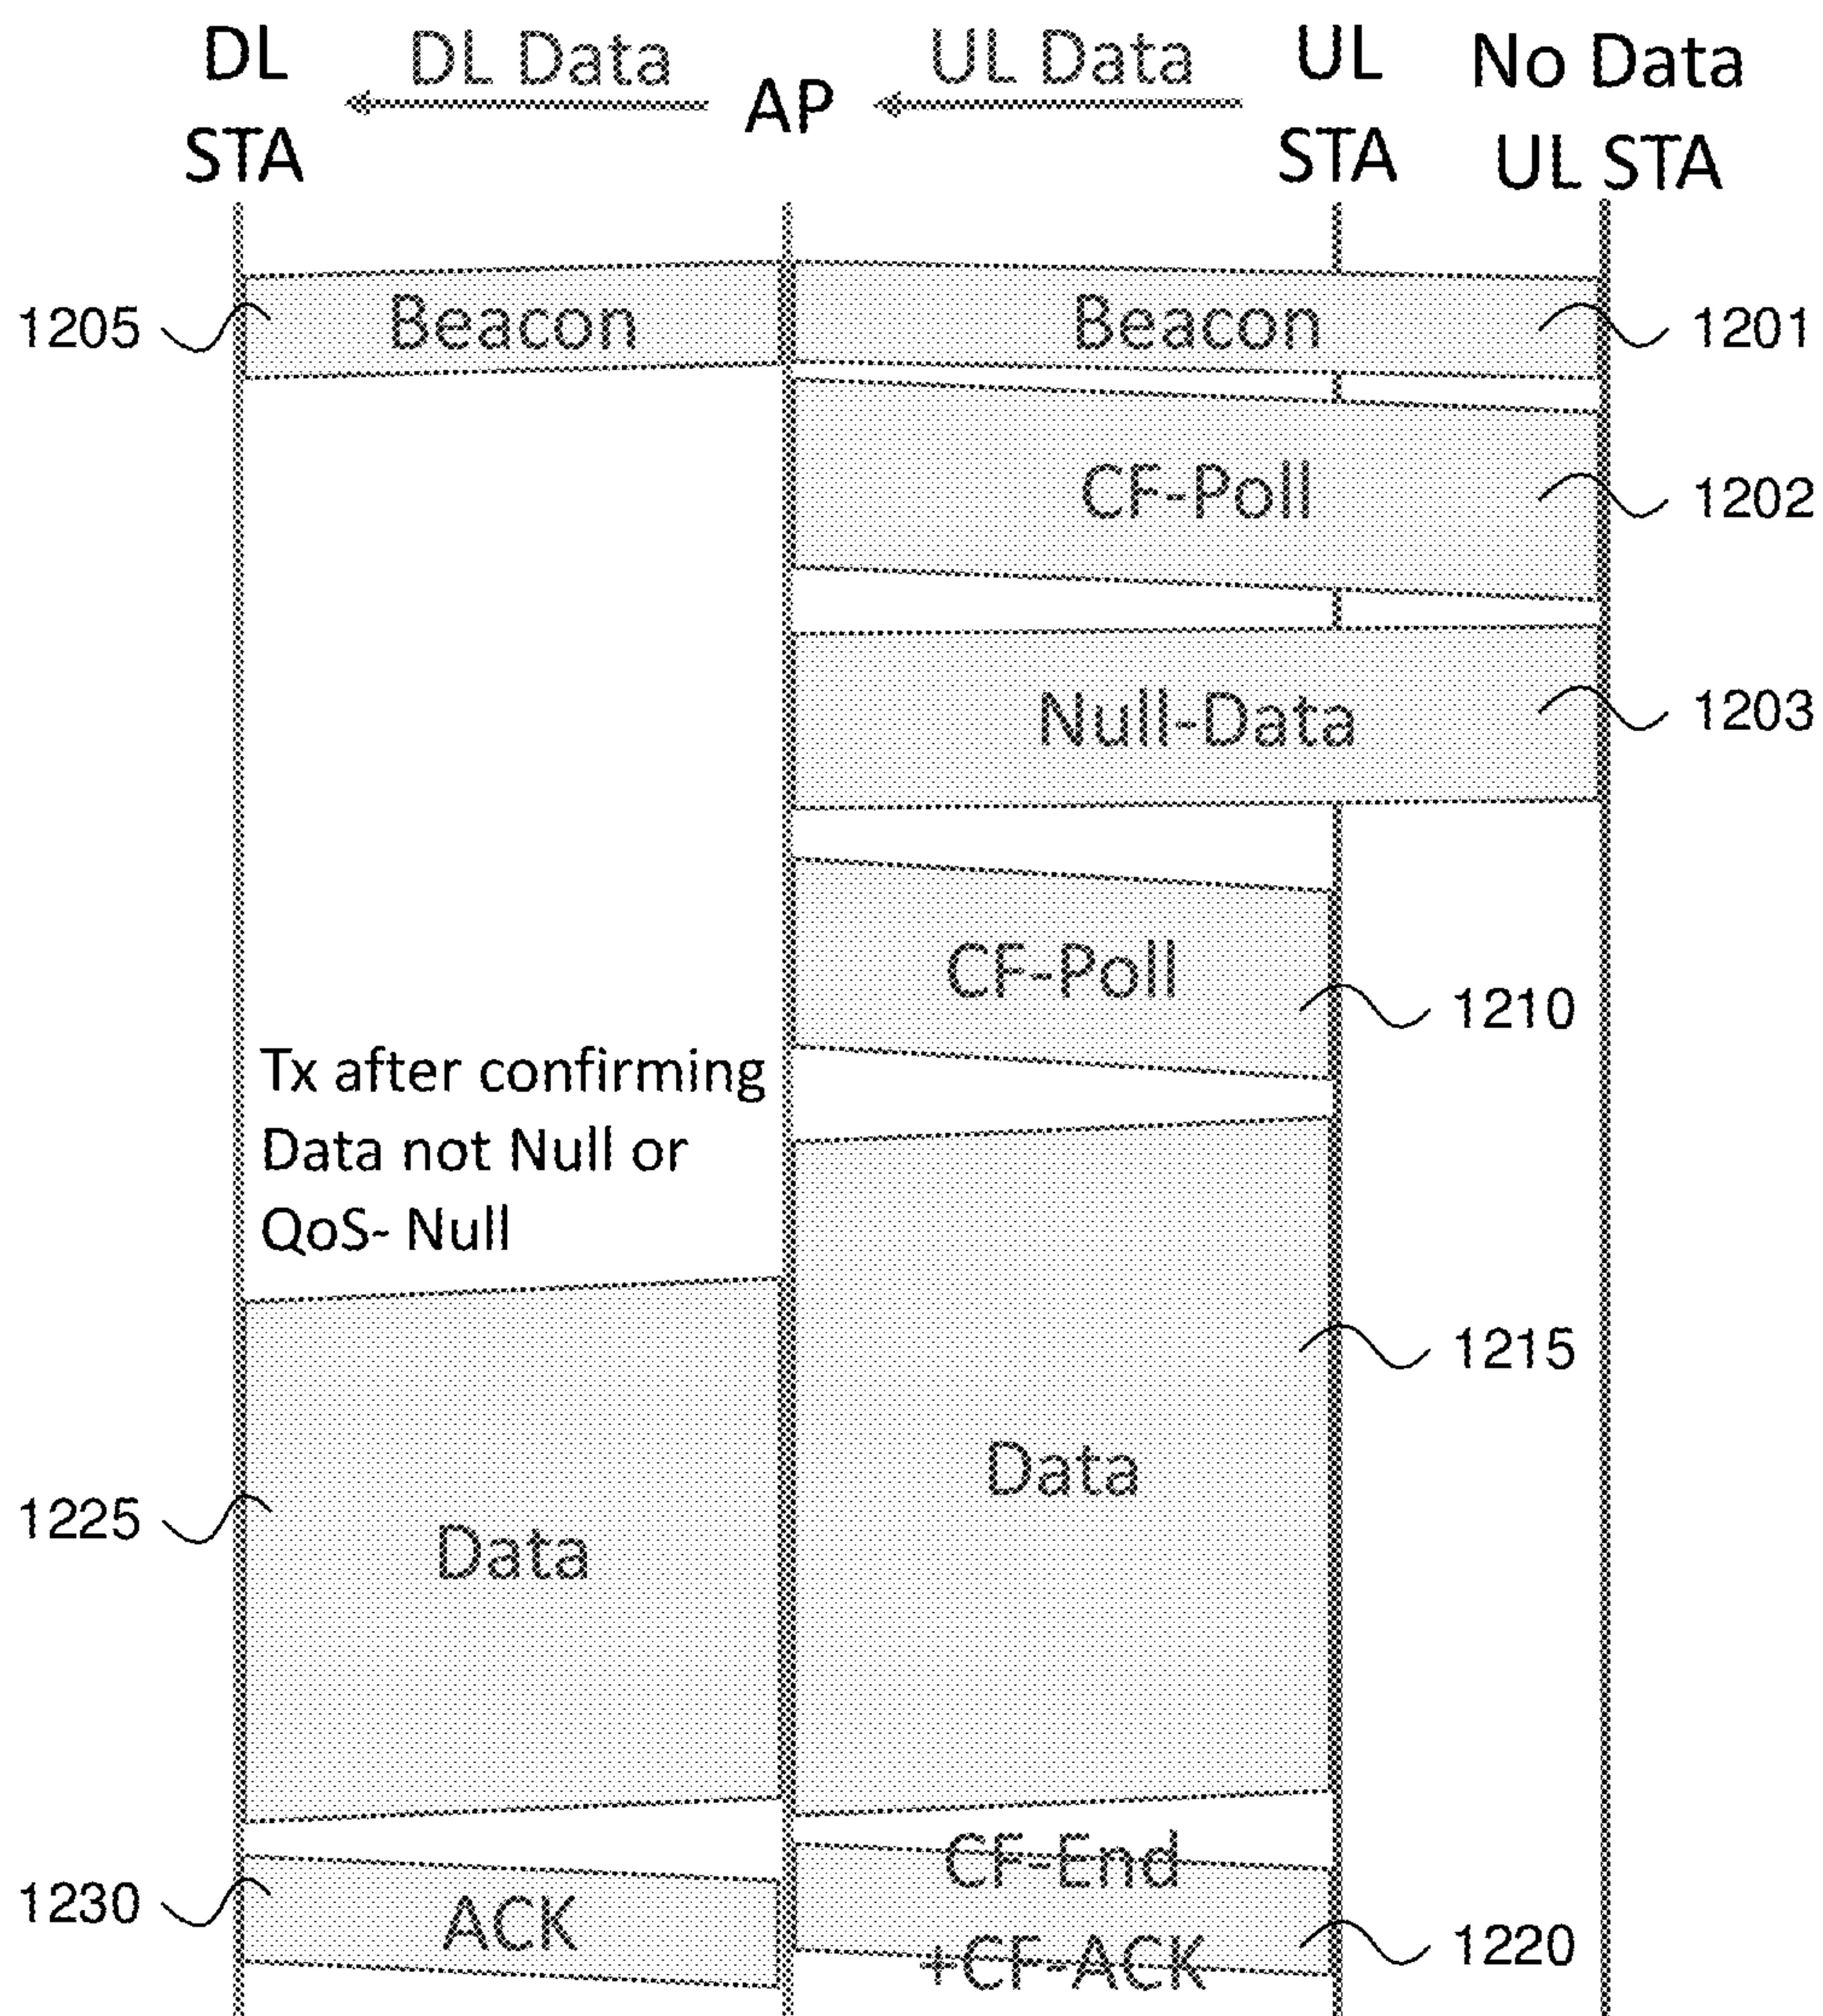 DL STA
DL Data
AP
UL Data
UL STA
No Data UL STA
1205
Beacon
Beacon
1201
CF-Poll
1202
Null-Data
1203
CF-Poll
1210
Tx after confirming
Data not Null or
QoS- Null
1215
Data
1225
Data
CF-End
+CF-ACK
1230
ACK
1220